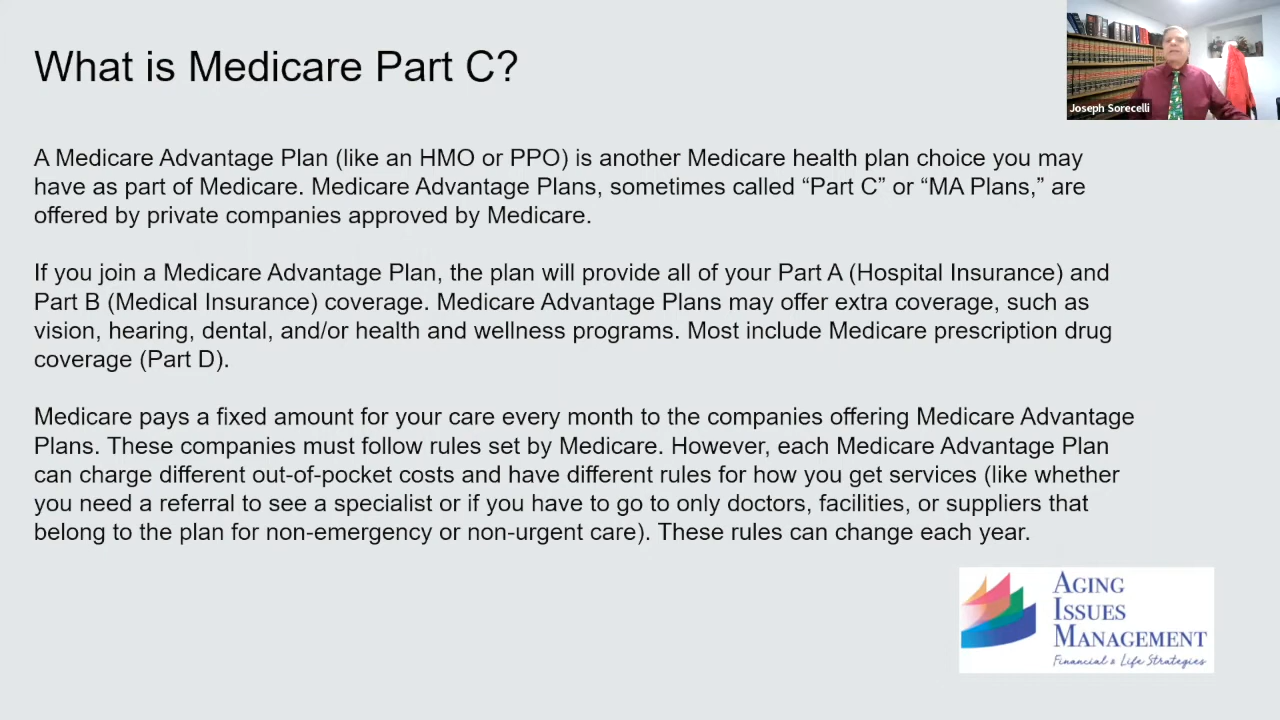 What is Medicare Part C?
Joseph Sorecelli
A Medicare Advantage Plan (like an HMO or PPO) is another Medicare health plan choice you may
have as part of Medicare. Medicare Advantage Plans, sometimes called “Part C” or “MA Plans,” are
offered by private companies approved by Medicare.
If you join a Medicare Advantage Plan, the plan will provide all of your Part A (Hospital Insurance) and
Part B (Medical Insurance) coverage. Medicare Advantage Plans may offer extra coverage, such as
vision, hearing, dental, and/or health and wellness programs. Most include Medicare prescription drug
coverage (Part D).
Medicare pays a fixed amount for your care every month to the companies offering Medicare Advantage
Plans. These companies must follow rules set by Medicare. However, each Medicare Advantage Plan
can charge different out-of-pocket costs and have different rules for how you get services (like whether
you need a referral to see a specialist or if you have to go to only doctors, facilities, or suppliers that
belong to the plan for non-emergency or non-urgent care). These rules can change each year.
AGING
ISSUES
MANAGEMENT
Financial & Life Strategies